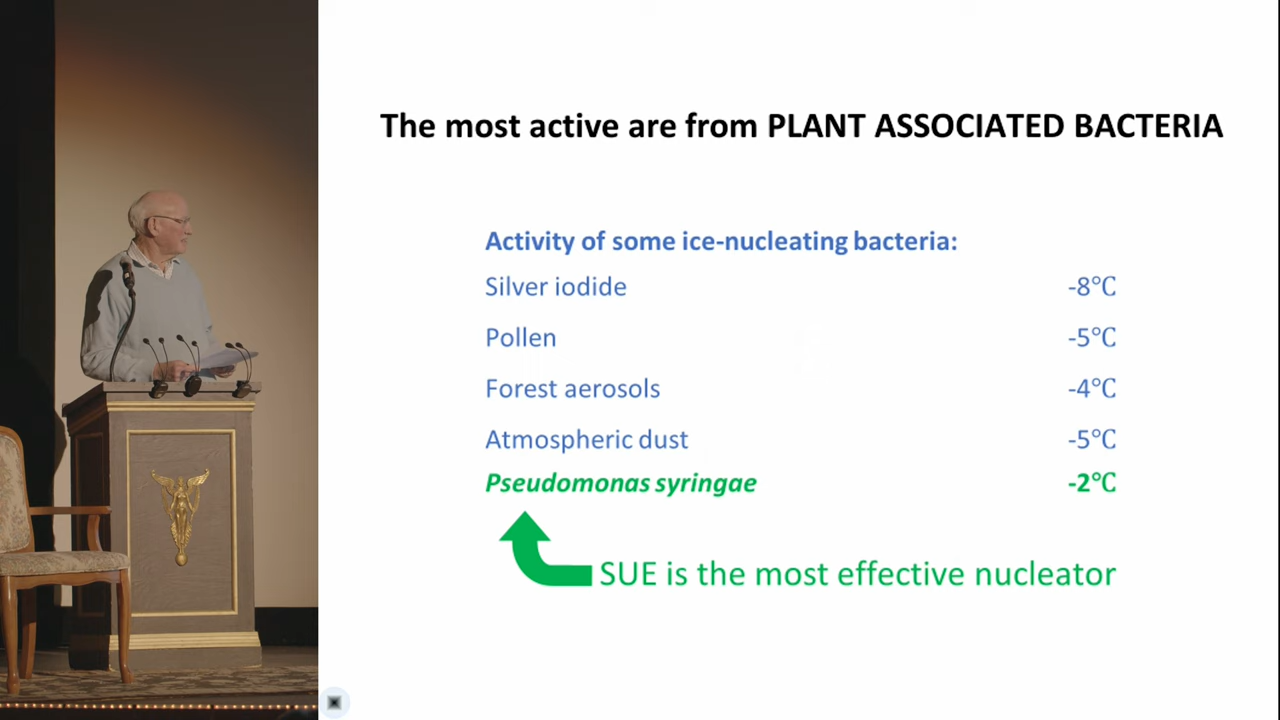 The most active are from PLANT ASSOCIATED BACTERIA
Activity of some ice-nucleating bacteria:
Silver iodide -8°C
Pollen -5°C
Forest aerosols -4°C
Atmospheric dust -5°C
Pseudomonas syringae -2°C
SUE is the most effective nucleator